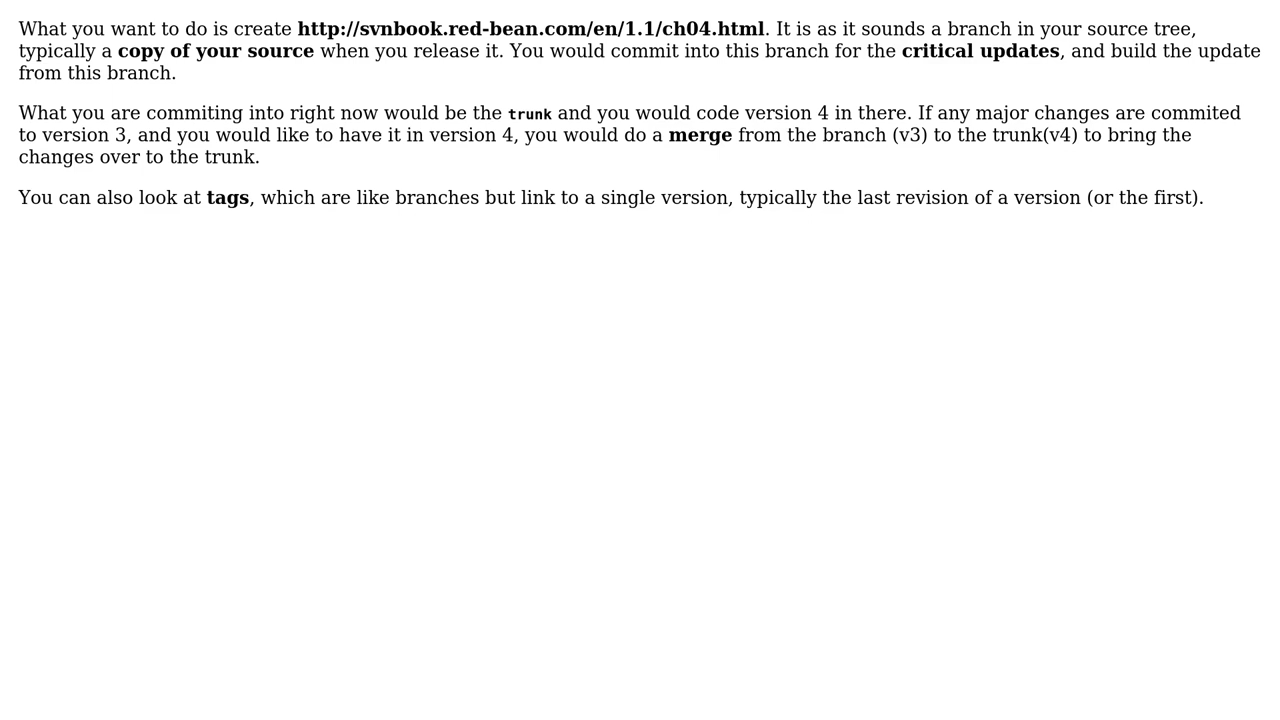 What you want to do is create http://svnbook.red-bean.com/en/1.1/ch04.html. It is as it sounds a branch in your source tree,
typically a copy of your source when you release it. You would commit into this branch for the critical updates, and build the update
from this branch.
What you are commiting into right now would be the trunk and you would code version 4 in there. If any major changes are commited
to version 3, and you would like to have it in version 4, you would do a merge from the branch (v3) to the trunk(v4) to bring the
changes over to the trunk.
You can also look at tags, which are like branches but link to a single version, typically the last revision of a version (or the first).